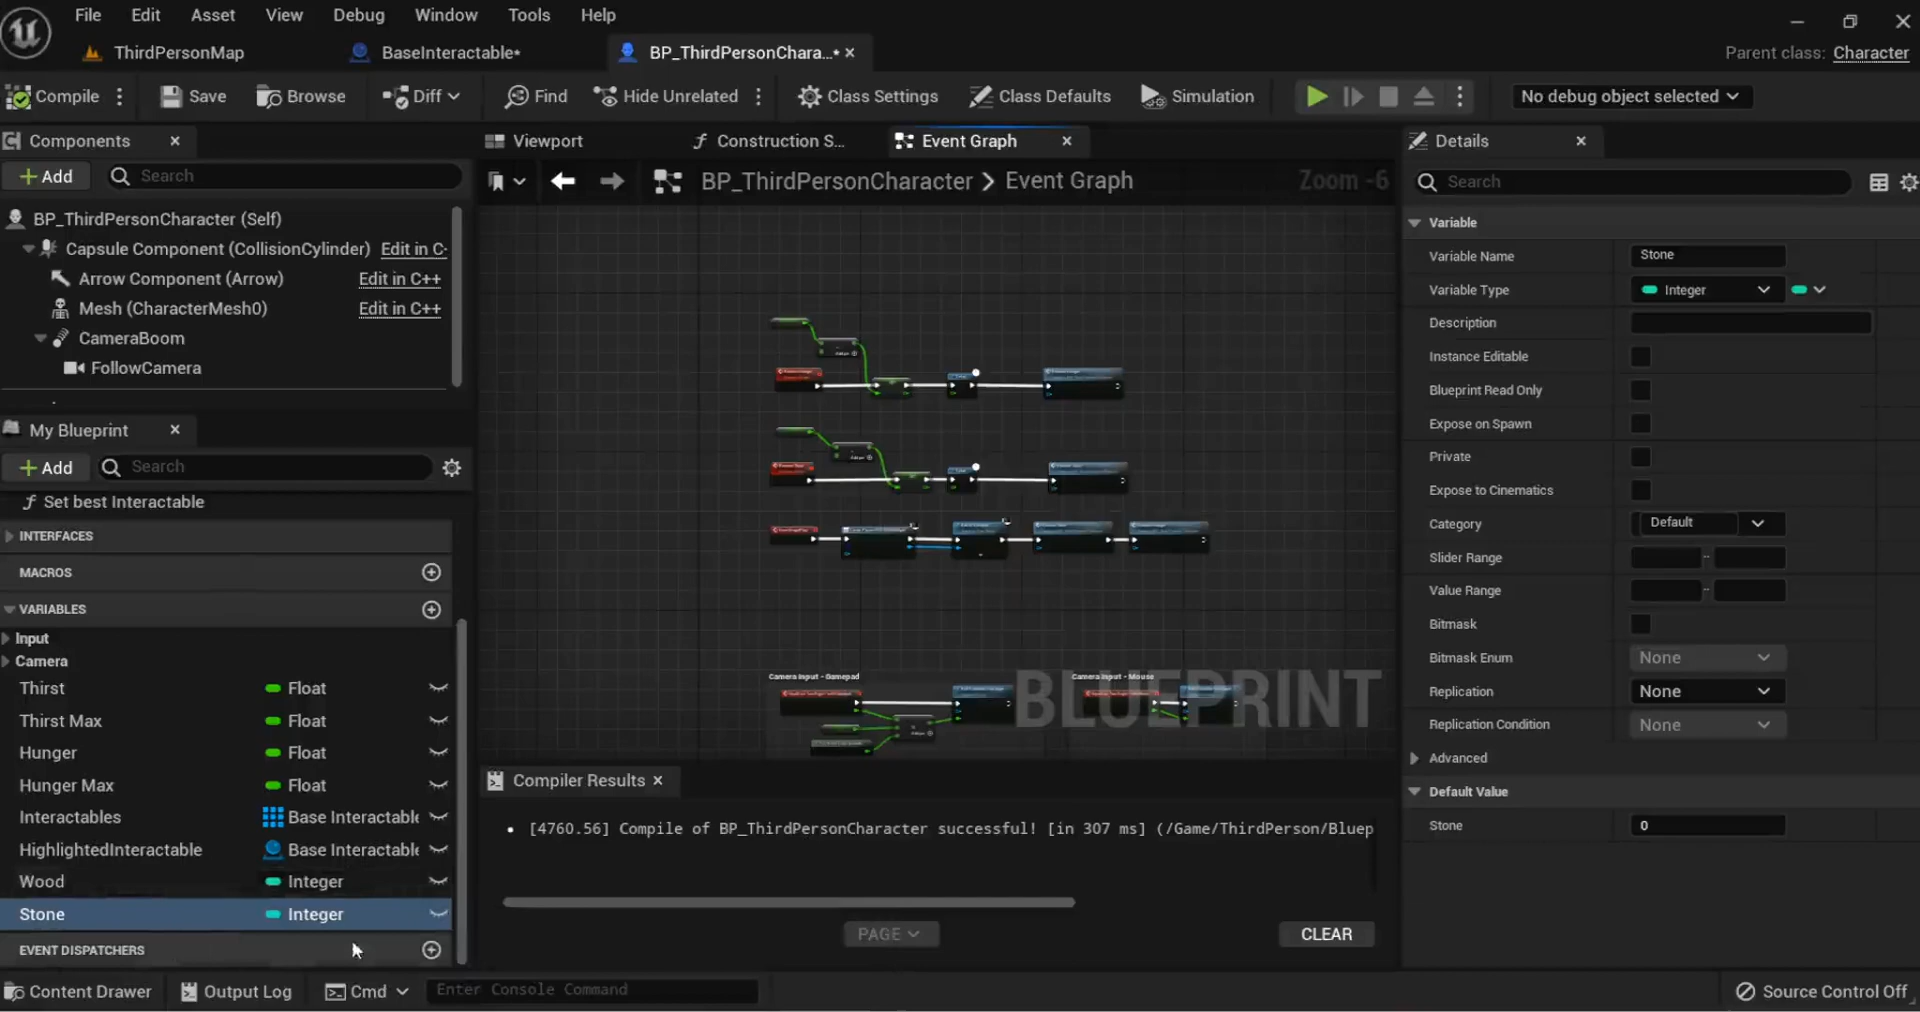 File Edit Asset View Debug Window Tools Help
ThirdPersonMap BaseInteractable* BP_ThirdPersonChara...* Parent class: Character
Compile Save Browse Diff Find Hide Unrelated Class Settings Class Defaults Simulation No debug object selected
Components Viewport Construction S... Event Graph Details
+ Add Search BP_ThirdPersonCharacter > Event Graph Zoom -6 Search
BP_ThirdPersonCharacter (Self)
Capsule Component (CollisionCylinder) Edit in C-
Arrow Component (Arrow) Edit in C++
Mesh (CharacterMesh0) Edit in C++
CameraBoom
FollowCamera
My Blueprint
+ Add Search
Set best Interactable
INTERFACES
MACROS
VARIABLES
Input
Camera
Thirst Float
Thirst Max Float
Hunger Float
Hunger Max Float
Interactables Base Interactable
HighlightedInteractable Base Interactable
Wood Integer
Stone Integer
EVENT DISPATCHERS
Camera Input - Gamepad
Camera Input - Mouse
BLUEPRINT
Compiler Results
[4760.56] Compile of BP_ThirdPersonCharacter successful! [in 307 ms] (/Game/ThirdPerson/Bluep
PAGE CLEAR
Variable
Variable Name Stone
Variable Type Integer
Description
Instance Editable
Blueprint Read Only
Expose on Spawn
Private
Expose to Cinematics
Category Default
Slider Range
Value Range
Bitmask
Bitmask Enum None
Replication None
Replication Condition None
Advanced
Default Value
Stone 0
Content Drawer Output Log Cmd Enter Console Command Source Control Off